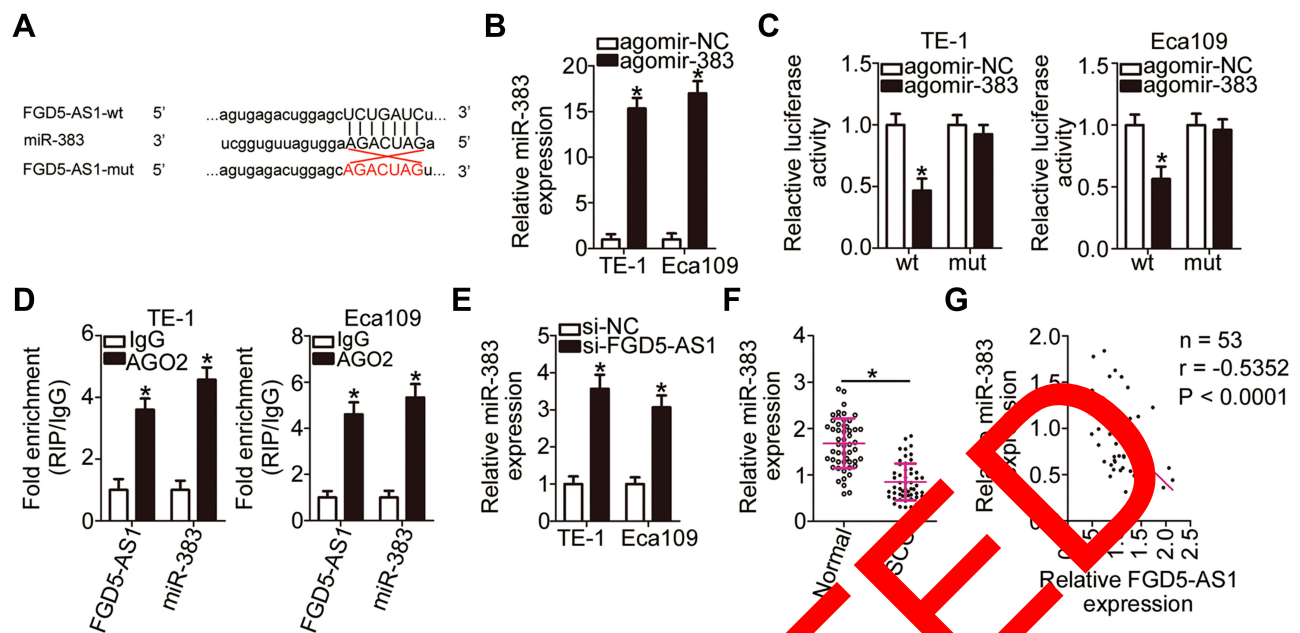 A
FGD5-AS1-wt 5’ ...agugagacuggagcUCUGAUCu... 3’
miR-383 3’ ucgguguuaguggaAGACUAGa 5’
FGD5-AS1-mut 5’ ...agugagacuggagcAGACUAGu... 3’
B
agomir-NC
agomir-383
Relative miR-383
expression
20
15
10
5
0
* *
TE-1 Eca109
C
TE-1
agomir-NC
agomir-383
Relactive luciferase
activity
1.5
1.0
0.5
0.0
*
wt mut
Eca109
agomir-NC
agomir-383
Relactive luciferase
activity
1.5
1.0
0.5
0.0
*
wt mut
D
TE-1
IgG
AGO2
Fold enrichment
(RIP/IgG)
6
4
2
0
* *
FGD5-AS1 miR-383
Eca109
IgG
AGO2
Fold enrichment
(RIP/IgG)
8
6
4
2
0
* *
FGD5-AS1 miR-383
E
si-NC
si-FGD5-AS1
Relative miR-383
expression
5
4
3
2
1
0
* *
TE-1 Eca109
F
Relative miR-383
expression
4
3
2
1
0
*
Normal
G
Relative miR-383
expression
2.0
1.5
1.0
0.5
n = 53
r = -0.5352
P < 0.0001
1.5 2.0 2.5
Relative FGD5-AS1
expression